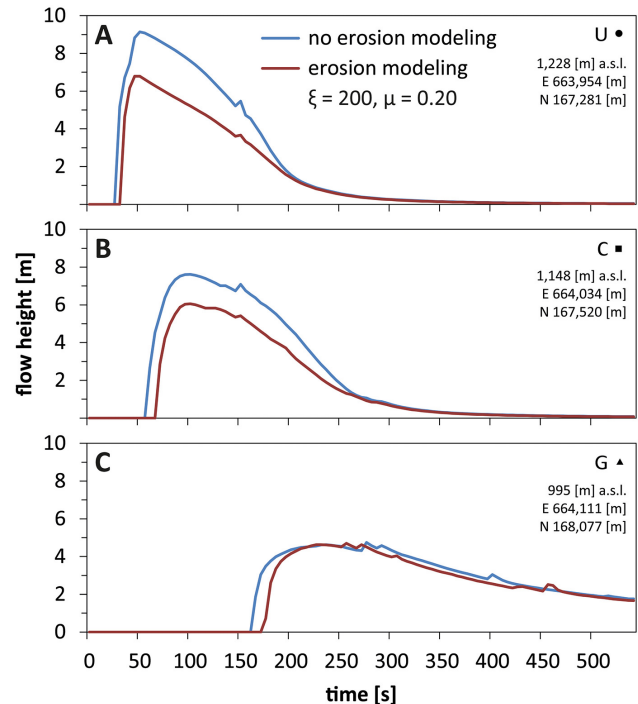 A
no erosion modeling
erosion modeling
ξ = 200, μ = 0.20
U ●
1,228 [m] a.s.l.
E 663,954 [m]
N 167,281 [m]
10
8
6
4
2
B
C ■
1,148 [m] a.s.l.
E 664,034 [m]
N 167,520 [m]
10
8
6
4
2
flow height [m]
C
G ▲
995 [m] a.s.l.
E 664,111 [m]
N 168,077 [m]
10
8
6
4
2
0
0 50 100 150 200 250 300 350 400 450 500
time [s]